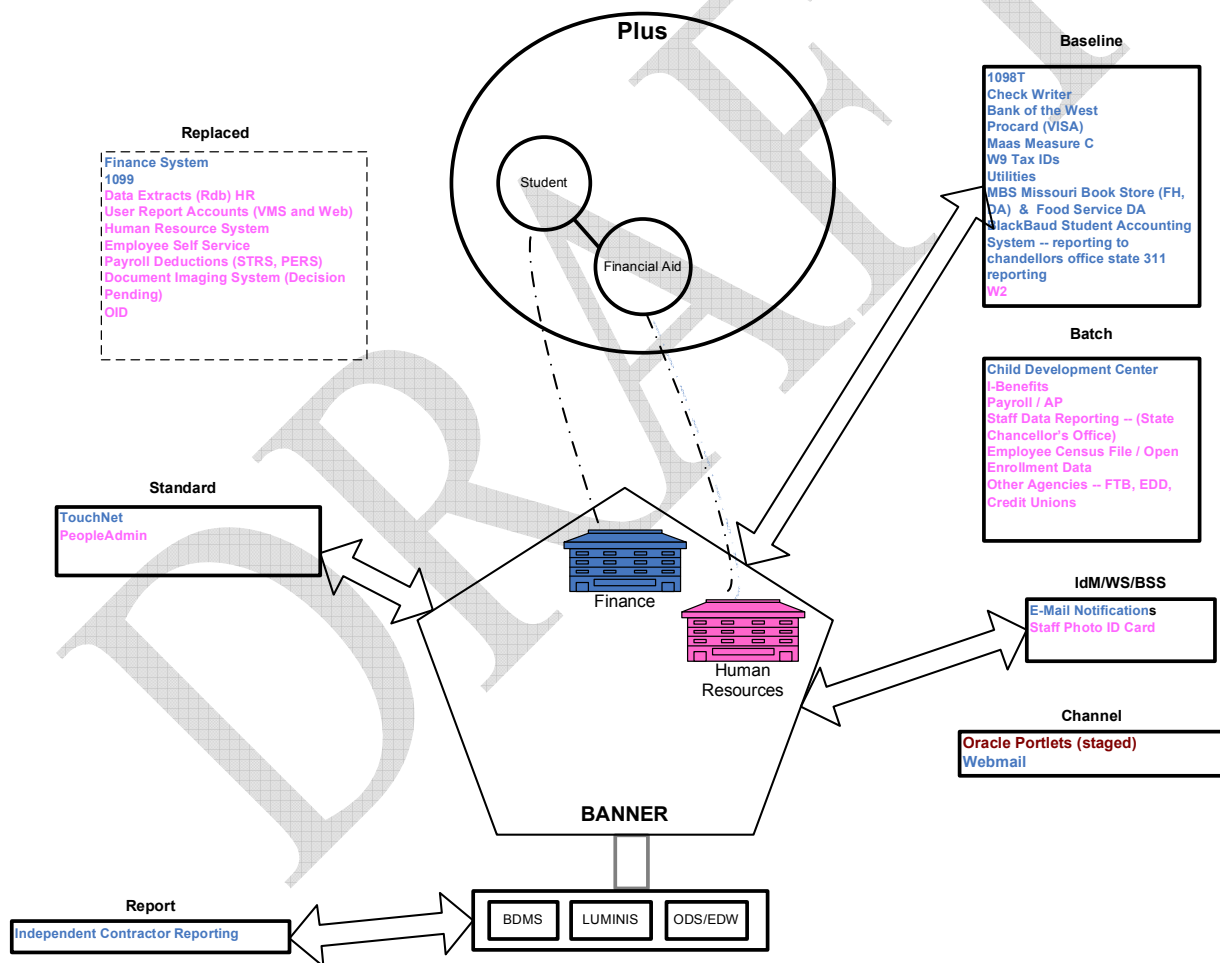 Plus
Student
Financial Aid
Replaced
Finance System
1099
Data Extracts (Rdb) HR
User Report Accounts (VMS and Web)
Human Resource System
Employee Self Service
Payroll Deductions (STRS, PERS)
Document Imaging System (Decision
Pending)
OID
Baseline
1098T
Check Writer
Bank of the West
Procard (VISA)
Maas Measure C
W9 Tax IDs
Utilities
MBS Missouri Book Store (FH,
DA) & Food Service DA
BlackBaud Student Accounting
System -- reporting to
chandellors office state 311
reporting
W2
Batch
Child Development Center
I-Benefits
Payroll / AP
Staff Data Reporting -- (State
Chancellor's Office)
Employee Census File / Open
Enrollment Data
Other Agencies -- FTB, EDD,
Credit Unions
Standard
TouchNet
PeopleAdmin
Finance
Human
Resources
IdM/WS/BSS
E-Mail Notifications
Staff Photo ID Card
Channel
Oracle Portlets (staged)
Webmail
BANNER
BDMS
LUMINIS
ODS/EDW
Report
Independent Contractor Reporting
DRAFT